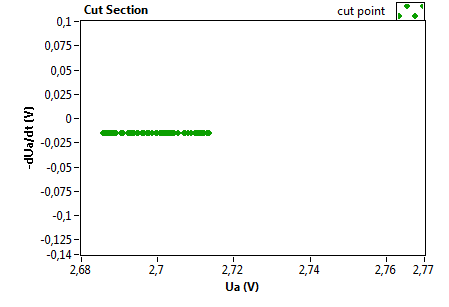 Cut Section
cut point
0,1
0,075
0,05
0,025
0
-0,025
-0,05
-0,075
-0,1
-0,125
-0,14
-dUa/dt (V)
2,68 2,7 2,72 2,74 2,76 2,77
Ua (V)